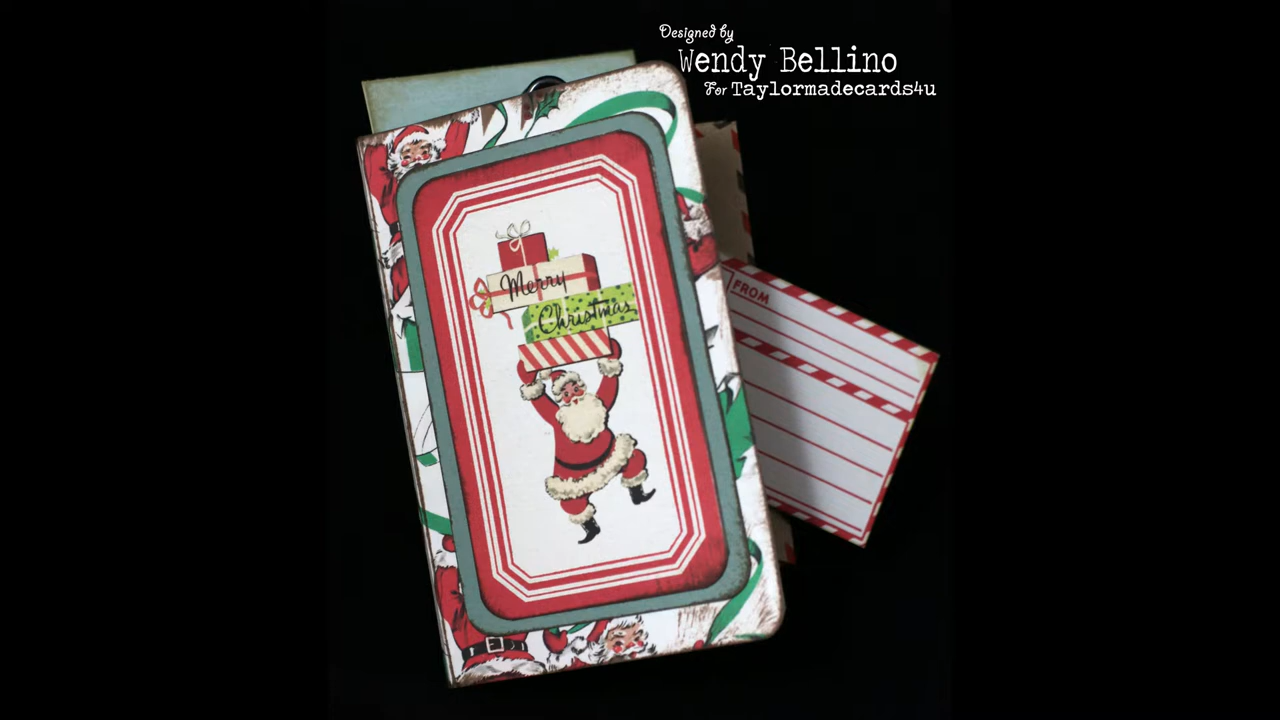 Designed by
Wendy Bellino
For Taylormadecards4u
FROM
Merry
Christmas